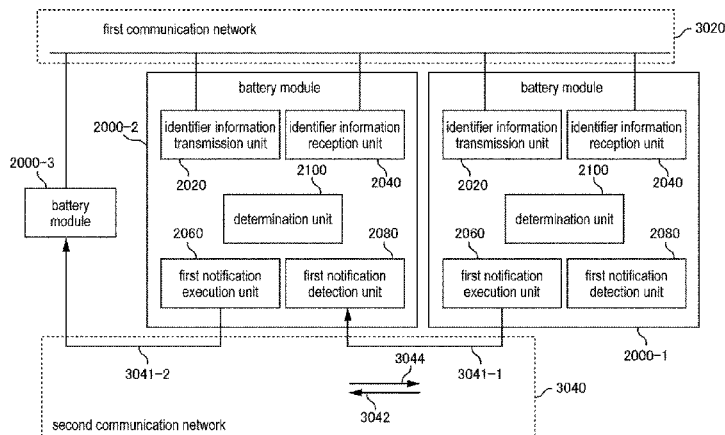 first communication network
3020
battery module
battery module
2000-2
identifier information
transmission unit
identifier information
reception unit
identifier information
transmission unit
identifier information
reception unit
2000-3
2020
2100
2040
2020
2100
2040
battery
module
determination unit
determination unit
2060
2080
2060
2080
first notification
execution unit
first notification
detection unit
first notification
execution unit
first notification
detection unit
3041-2
3044
3041-1
2000-1
3042
3040
second communication network